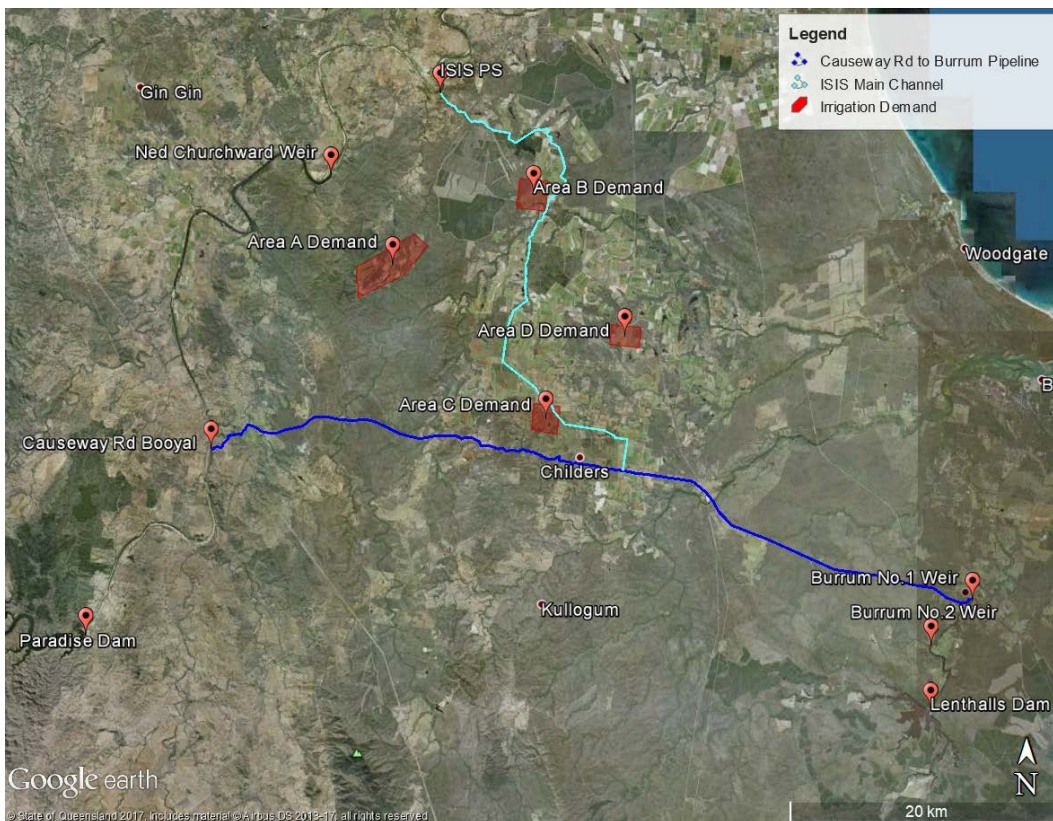 Legend
Causeway Rd to Burrum Pipeline
ISIS Main Channel
Irrigation Demand
ISIS PS
Gin Gin
Ned Churchward Weir
Area B Demand
Area A Demand
Woodgate
Area D Demand
B
Area C Demand
Causeway Rd Booyal
Childers
Burrum No.1 Weir
Kullogum
Burrum No.2 Weir
Paradise Dam
Lenthalls Dam
N
Google earth
© State of Queensland 2017, Includes material © Airbus DS 2013-17, all rights reserved
20 km